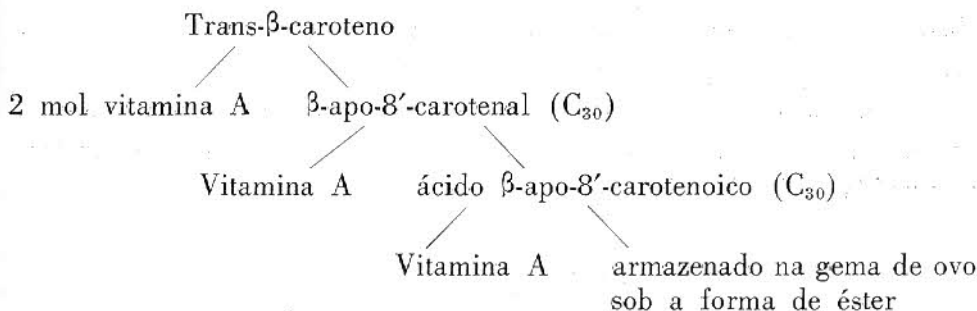 Trans-β-caroteno
2 mol vitamina A β-apo-8′-carotenal (C₃₀)
Vitamina A ácido β-apo-8′-carotenoico (C₃₀)
Vitamina A armazenado na gema de ovo
sob a forma de éster